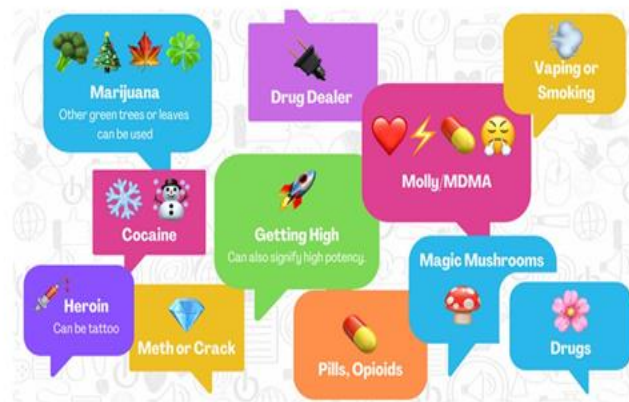 Marijuana
Other green trees or leaves
can be used
Drug Dealer
Vaping or
Smoking
Molly/MDMA
Cocaine
Getting High
Can also signify high potency.
Magic Mushrooms
Heroin
Can be tattoo
Meth or Crack
Pills, Opioids
Drugs